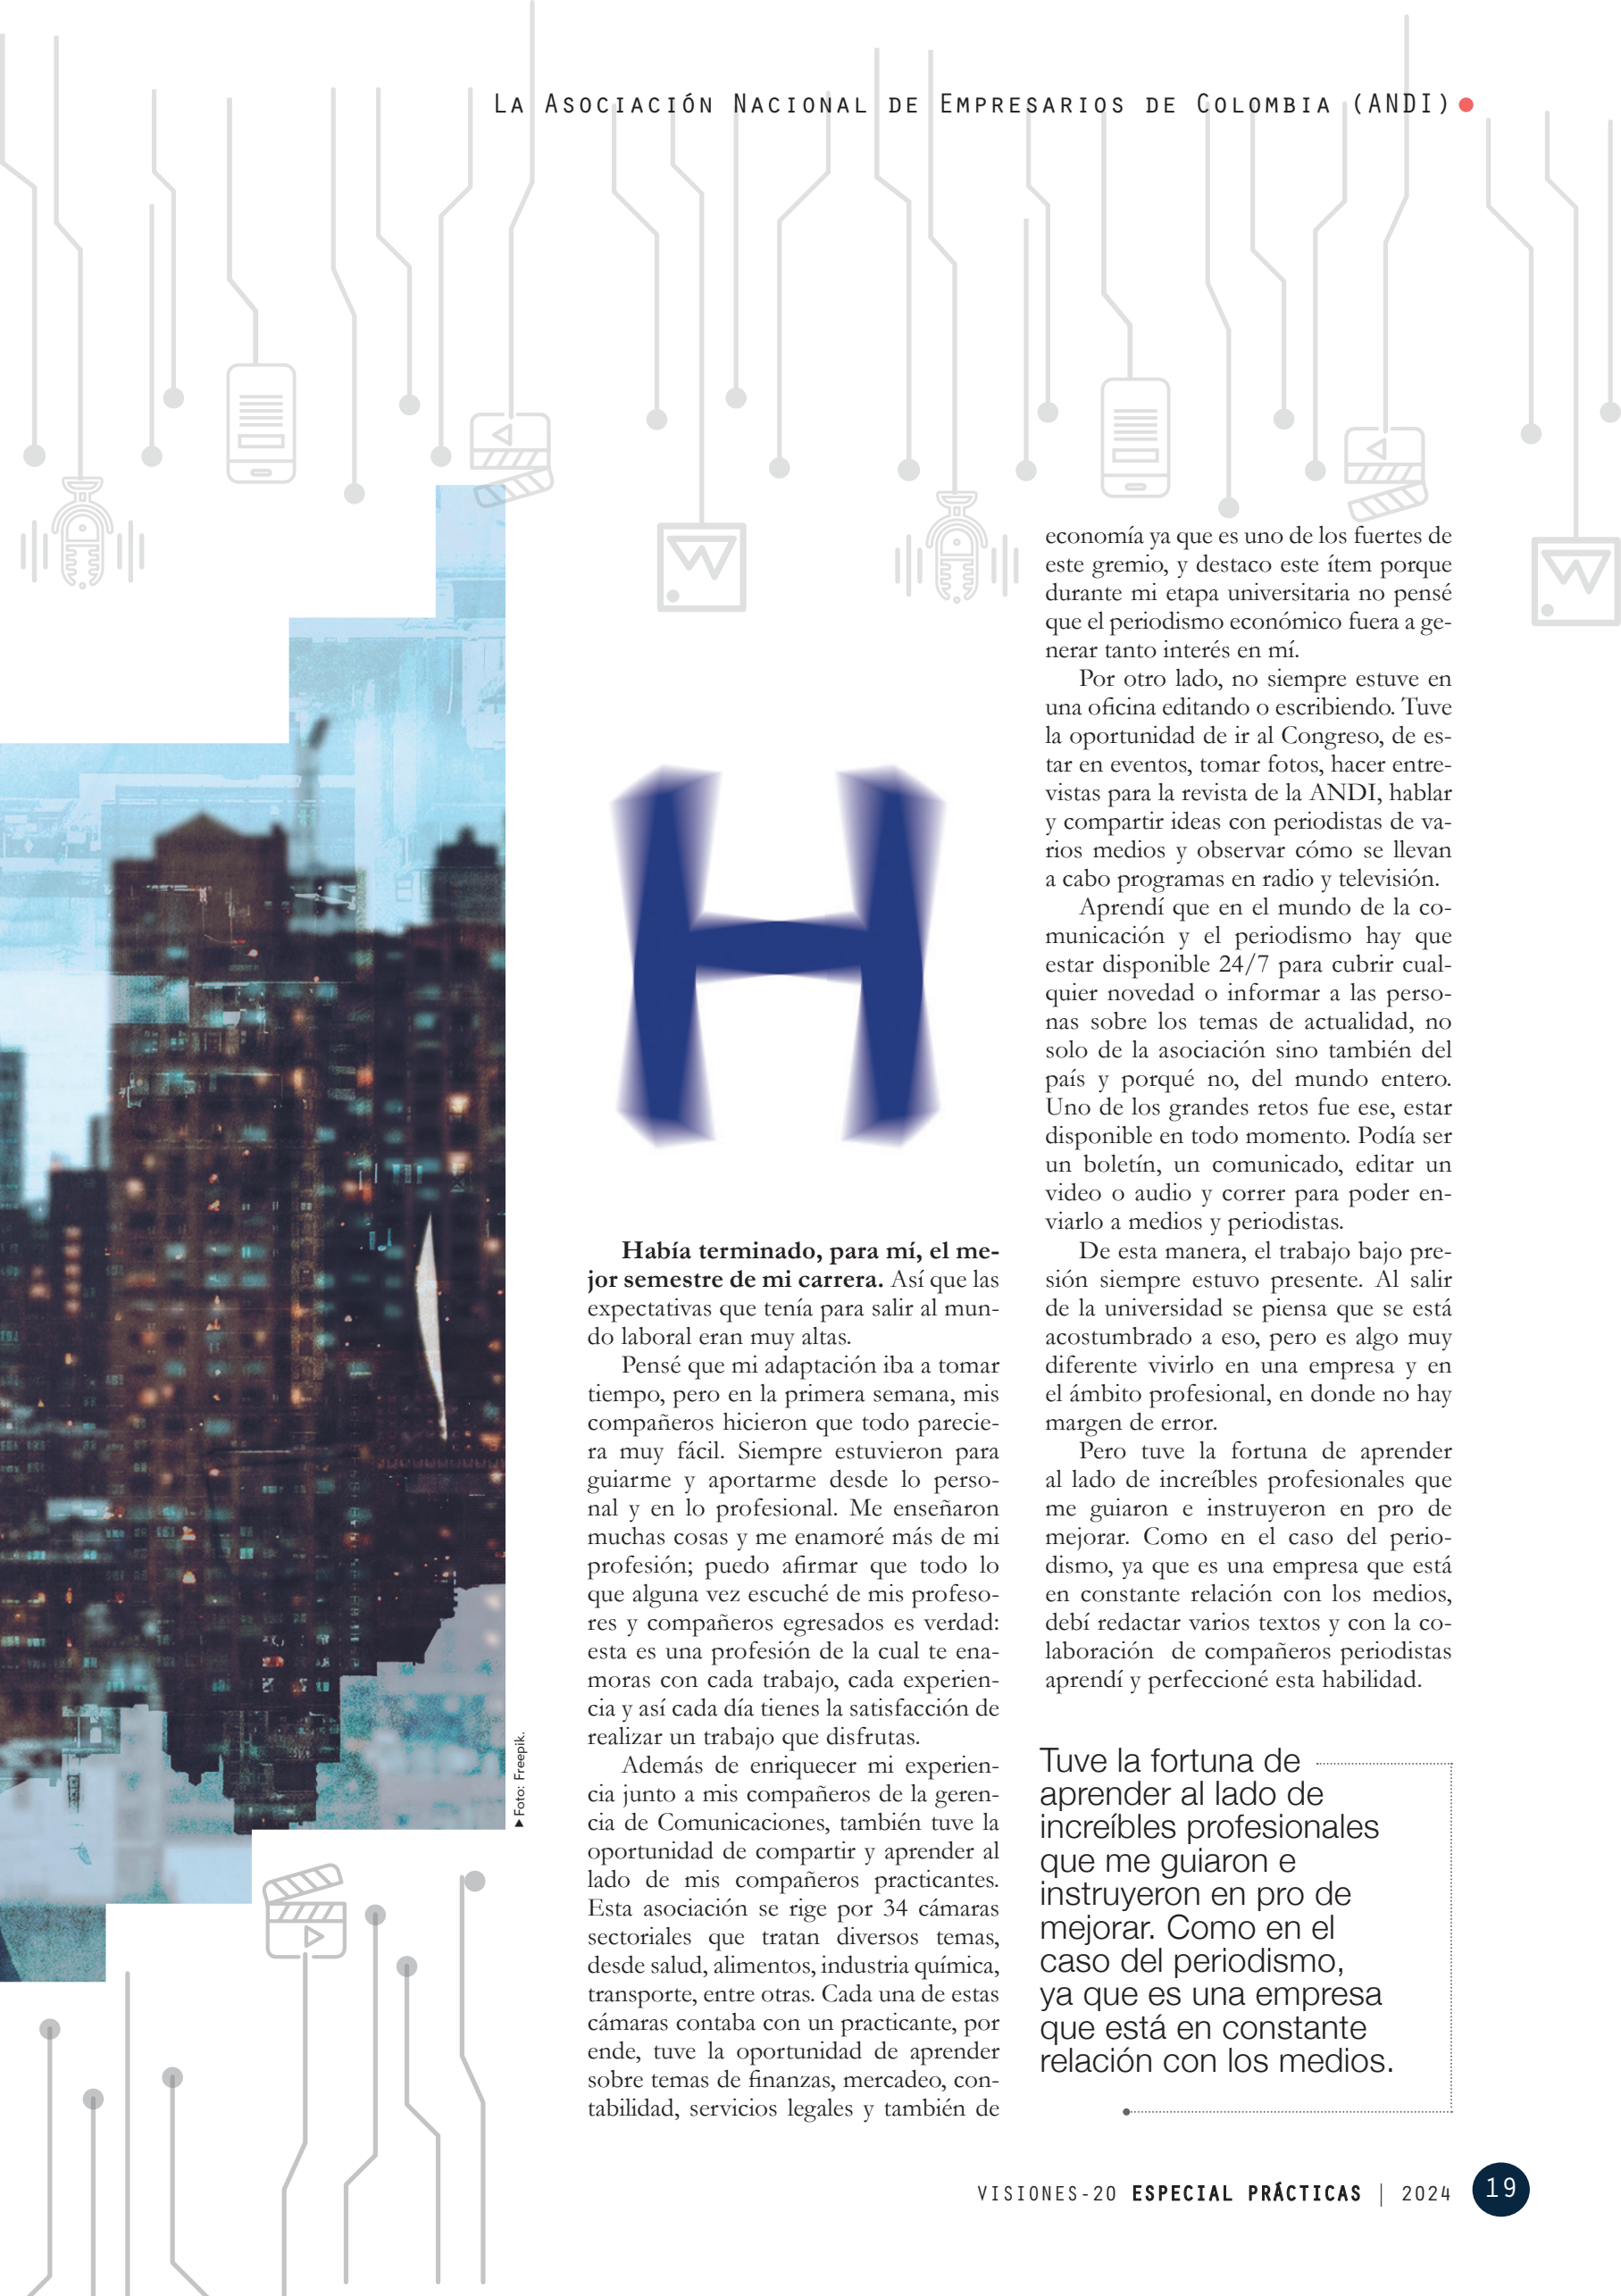 La Asociación Nacional de Empresarios de Colombia (ANDI)
H
Había terminado, para mí, el me-
jor semestre de mi carrera. Así que las
expectativas que tenía para salir al mun-
do laboral eran muy altas.
Pensé que mi adaptación iba a tomar
tiempo, pero en la primera semana, mis
compañeros hicieron que todo parecie-
ra muy fácil. Siempre estuvieron para
guiarme y aportarme desde lo perso-
nal y en lo profesional. Me enseñaron
muchas cosas y me enamoré más de mi
profesión; puedo afirmar que todo lo
que alguna vez escuché de mis profeso-
res y compañeros egresados es verdad:
esta es una profesión de la cual te ena-
moras con cada trabajo, cada experien-
cia y así cada día tienes la satisfacción de
realizar un trabajo que disfrutas.
Además de enriquecer mi experien-
cia junto a mis compañeros de la geren-
cia de Comunicaciones, también tuve la
oportunidad de compartir y aprender al
lado de mis compañeros practicantes.
Esta asociación se rige por 34 cámaras
sectoriales que tratan diversos temas,
desde salud, alimentos, industria química,
transporte, entre otras. Cada una de estas
cámaras contaba con un practicante, por
ende, tuve la oportunidad de aprender
sobre temas de finanzas, mercadeo, con-
tabilidad, servicios legales y también de
economía ya que es uno de los fuertes de
este gremio, y destaco este ítem porque
durante mi etapa universitaria no pensé
que el periodismo económico fuera a ge-
nerar tanto interés en mí.
Por otro lado, no siempre estuve en
una oficina editando o escribiendo. Tuve
la oportunidad de ir al Congreso, de es-
tar en eventos, tomar fotos, hacer entre-
vistas para la revista de la ANDI, hablar
y compartir ideas con periodistas de va-
rios medios y observar cómo se llevan
a cabo programas en radio y televisión.
Aprendí que en el mundo de la co-
municación y el periodismo hay que
estar disponible 24/7 para cubrir cual-
quier novedad o informar a las perso-
nas sobre los temas de actualidad, no
solo de la asociación sino también del
país y porqué no, del mundo entero.
Uno de los grandes retos fue ese, estar
disponible en todo momento. Podía ser
un boletín, un comunicado, editar un
video o audio y correr para poder en-
viarlo a medios y periodistas.
De esta manera, el trabajo bajo pre-
sión siempre estuvo presente. Al salir
de la universidad se piensa que se está
acostumbrado a eso, pero es algo muy
diferente vivirlo en una empresa y en
el ámbito profesional, en donde no hay
margen de error.
Pero tuve la fortuna de aprender
al lado de increíbles profesionales que
me guiaron e instruyeron en pro de
mejorar. Como en el caso del perio-
dismo, ya que es una empresa que está
en constante relación con los medios,
debí redactar varios textos y con la co-
laboración de compañeros periodistas
aprendí y perfeccioné esta habilidad.
Tuve la fortuna de
aprender al lado de
increíbles profesionales
que me guiaron e
instruyeron en pro de
mejorar. Como en el
caso del periodismo,
ya que es una empresa
que está en constante
relación con los medios.
Foto: Freepik.
VISIONES-20 ESPECIAL PRÁCTICAS | 2024 19